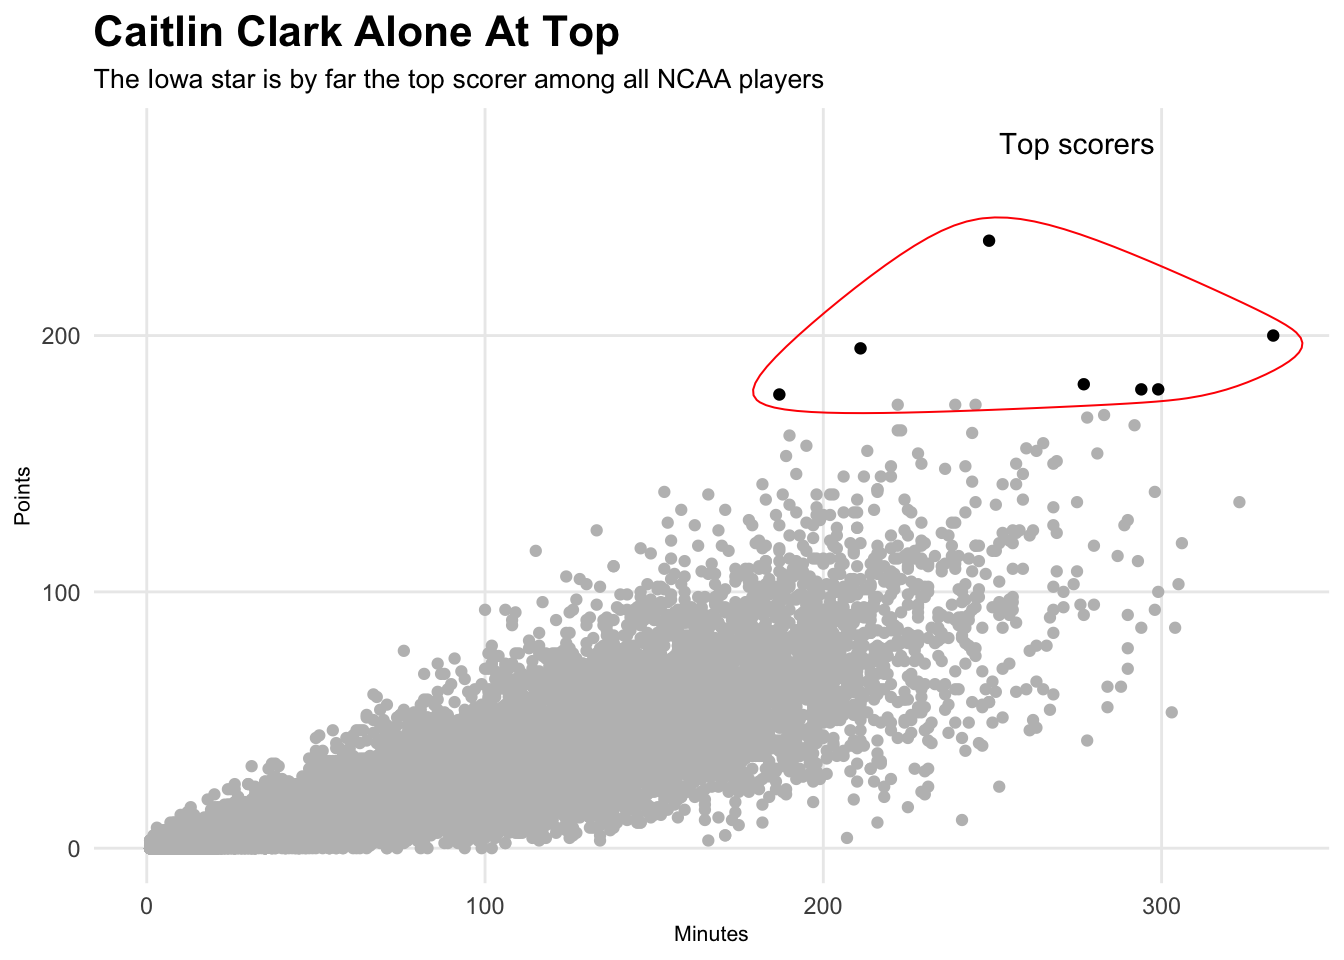 Caitlin Clark Alone At Top
The Iowa star is by far the top scorer among all NCAA players
Top scorers
200
100
0
Points
0
100
200
300
Minutes